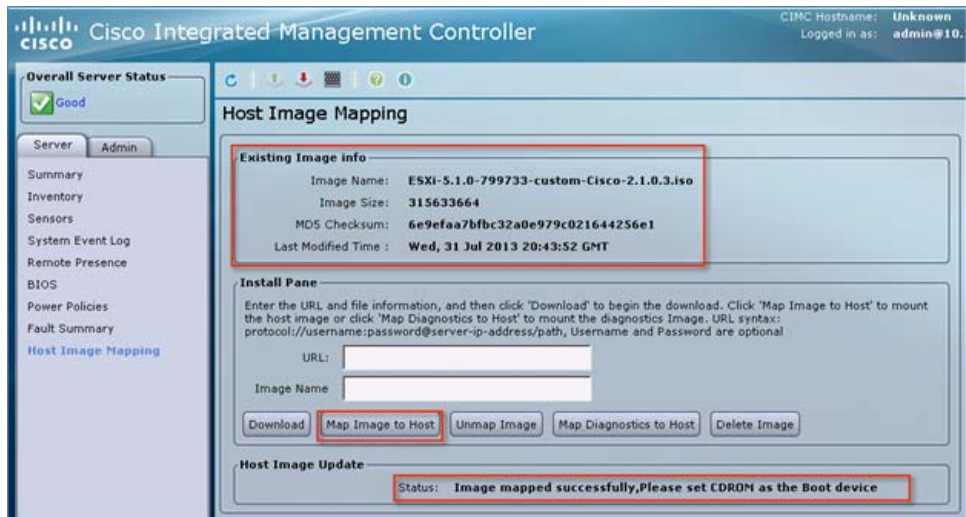 CISCO
Cisco Integrated Management Controller
CIMC Hostname: Unknown
Logged in as: admin@10.
Overall Server Status
Good
Server
Admin
Summary
Inventory
Sensors
System Event Log
Remote Presence
BIOS
Power Policies
Fault Summary
Host Image Mapping
Host Image Mapping
Existing Image info
Image Name: ESXi-5.1.0-799733-custom-Cisco-2.1.0.3.iso
Image Size: 315633664
MD5 Checksum: 6e9efaa7bfbc32a0e979c021644256e1
Last Modified Time : Wed, 31 Jul 2013 20:43:52 GMT
Install Pane
Enter the URL and file information, and then click 'Download' to begin the download. Click 'Map Image to Host' to mount
the host image or click 'Map Diagnostics to Host' to mount the diagnostics Image. URL syntax:
protocol://username:password@server-ip-address/path, Username and Password are optional
URL:
Image Name
Download
Map Image to Host
Unmap Image
Map Diagnostics to Host
Delete Image
Host Image Update
Status: Image mapped successfully,Please set CDROM as the Boot device